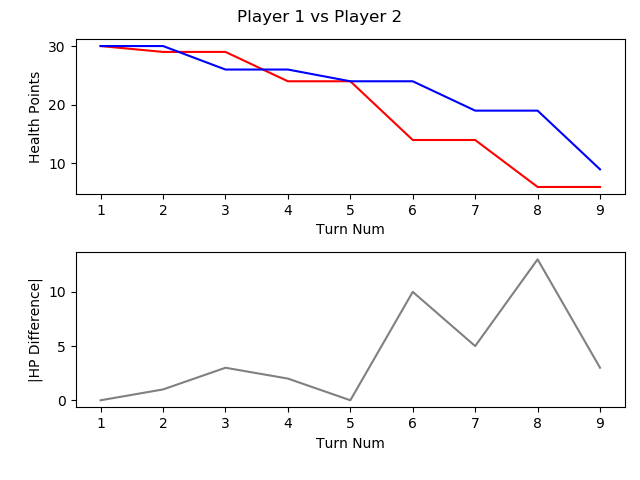 Player 1 vs Player 2
30
20
10
Health Points
1 2 3 4 5 6 7 8 9
Turn Num
10
5
0
|HP Difference|
1 2 3 4 5 6 7 8 9
Turn Num